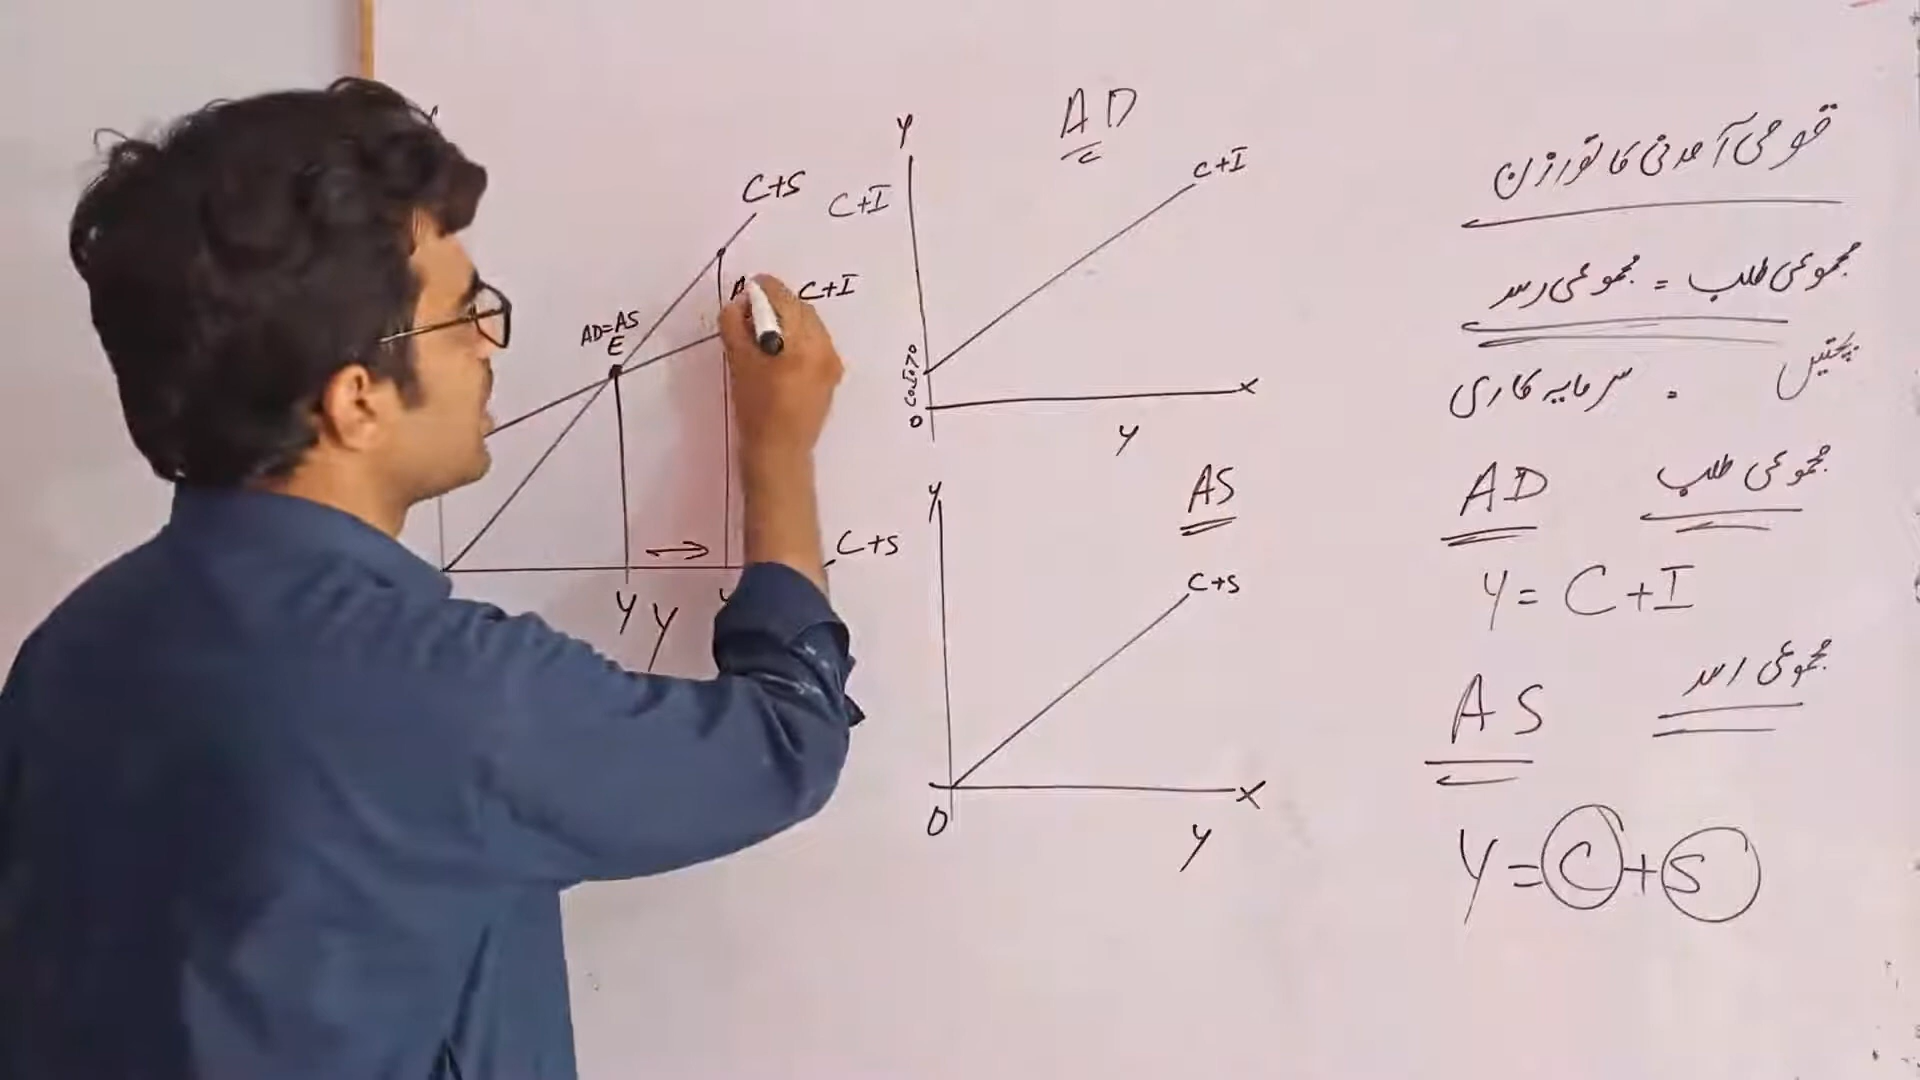 قومی آمدنی کا توازن
مجموعی طلب = مجموعی رسد
بچتیں = سرمایہ کاری
AD مجموعی طلب
Y = C+I
AS مجموعی رسد
Y = C+S
AD
Y
C+I
C+I
0
X
Y
AS
Y
C+S
0
X
Y
C+S
C+I
AD=AS
E
C+S
Y
Y